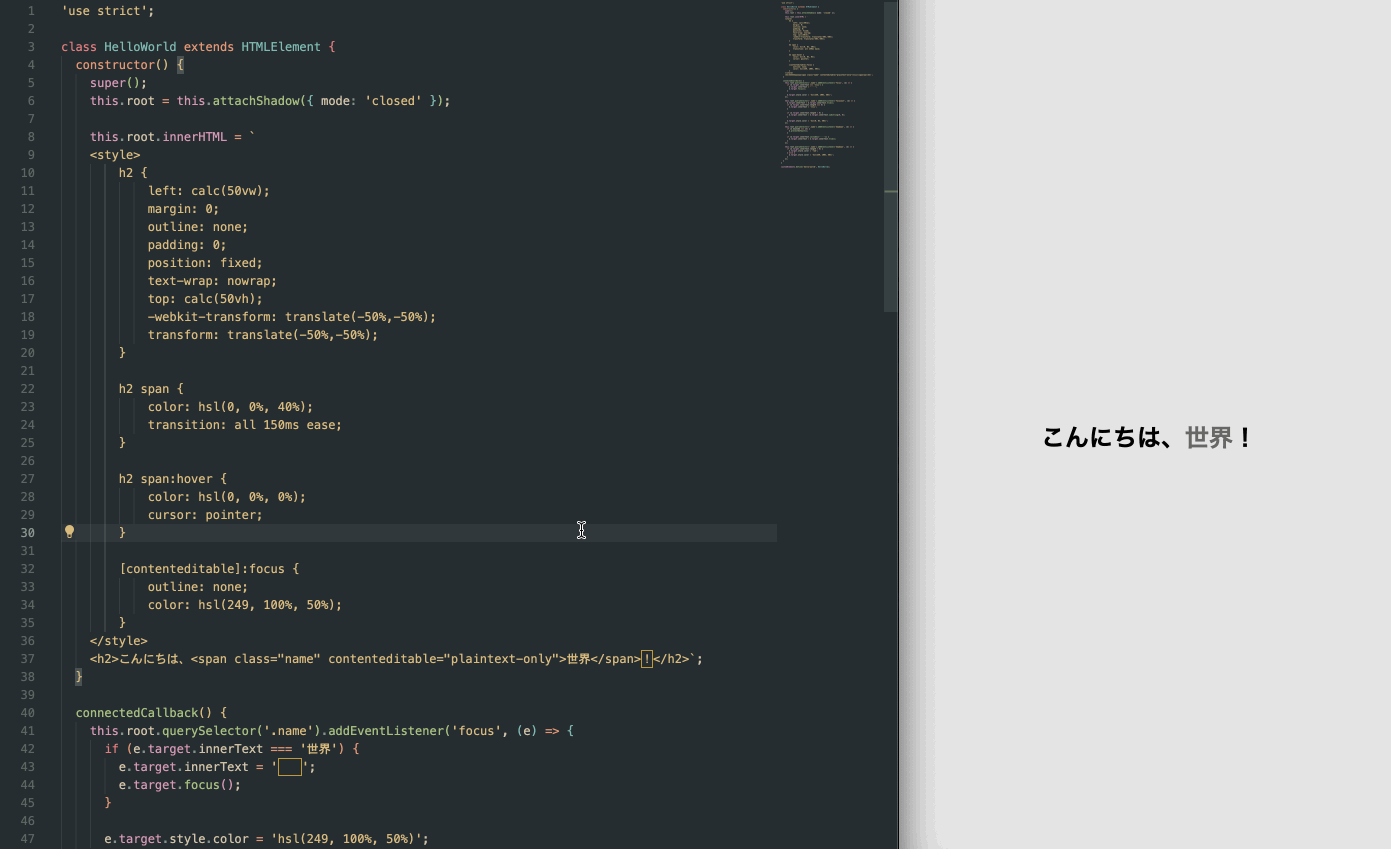 1 'use strict';
2
3 class HelloWorld extends HTMLElement {
4 constructor() {
5 super();
6 this.root = this.attachShadow({ mode: 'closed' });
7
8 this.root.innerHTML = `
9 <style>
10 h2 {
11 left: calc(50vw);
12 margin: 0;
13 outline: none;
14 padding: 0;
15 position: fixed;
16 text-wrap: nowrap;
17 top: calc(50vh);
18 -webkit-transform: translate(-50%,-50%);
19 transform: translate(-50%,-50%);
20 }
21
22 h2 span {
23 color: hsl(0, 0%, 40%);
24 transition: all 150ms ease;
25 }
26
27 h2 span:hover {
28 color: hsl(0, 0%, 0%);
29 cursor: pointer;
30 }
31
32 [contenteditable]:focus {
33 outline: none;
34 color: hsl(249, 100%, 50%);
35 }
36 </style>
37 <h2>こんにちは、<span class="name" contenteditable="plaintext-only">世界</span>！</h2>`;
38 }
39
40 connectedCallback() {
41 this.root.querySelector('.name').addEventListener('focus', (e) => {
42 if (e.target.innerText === '世界') {
43 e.target.innerText = '　　';
44 e.target.focus();
45 }
46
47 e.target.style.color = 'hsl(249, 100%, 50%)';
こんにちは、世界！